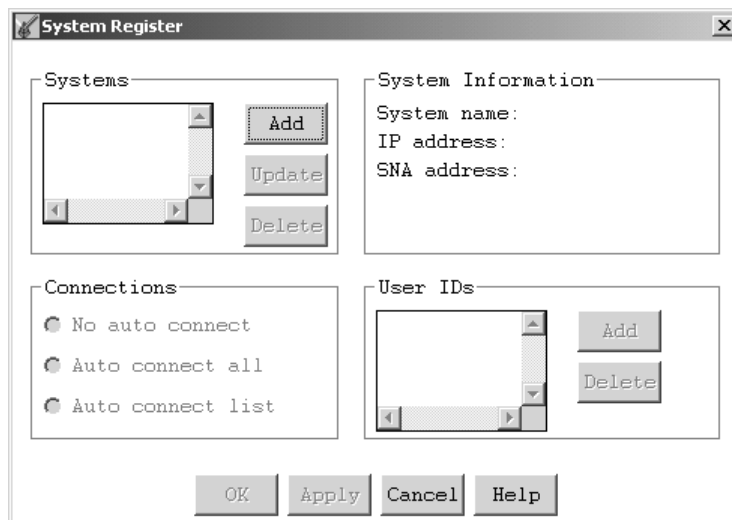 System Register
Systems
Add
Update
Delete
System Information
System name:
IP address:
SNA address:
Connections
No auto connect
Auto connect all
Auto connect list
User IDs
Add
Delete
OK
Apply
Cancel
Help